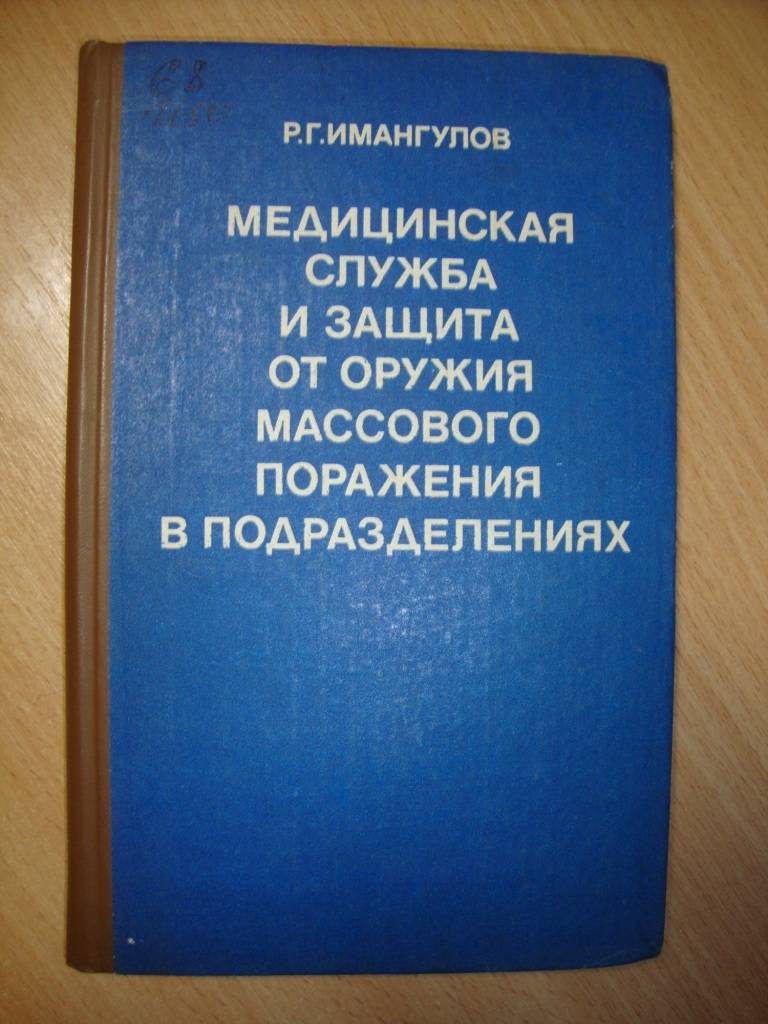 Р.Г.ИМАНГУЛОВ
МЕДИЦИНСКАЯ
СЛУЖБА
И ЗАЩИТА
ОТ ОРУЖИЯ
МАССОВОГО
ПОРАЖЕНИЯ
В ПОДРАЗДЕЛЕНИЯХ